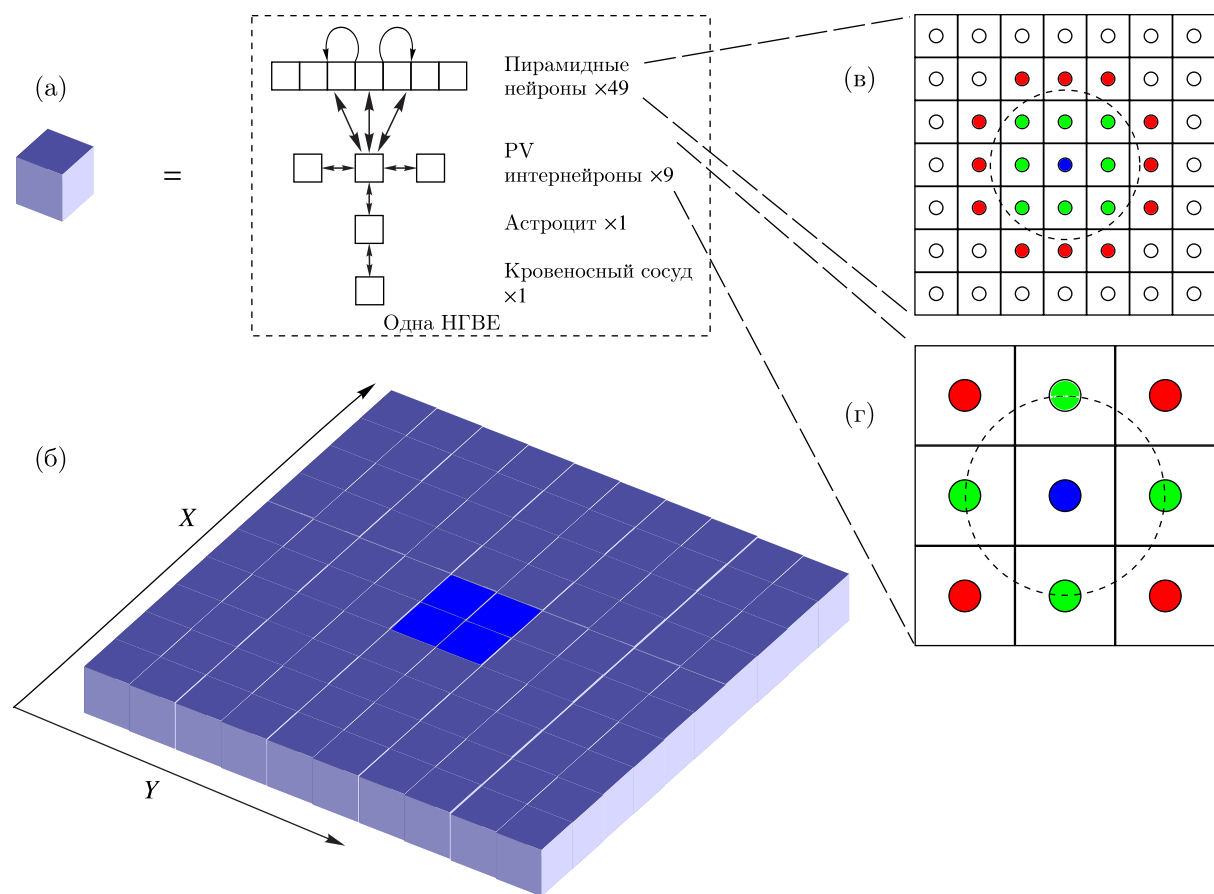 (а)
=
Пирамидные
нейроны ×49
PV
интернейроны ×9
Астроцит ×1
Кровеносный сосуд
×1
Одна НГВЕ
(в)
(г)
(б)
X
Y